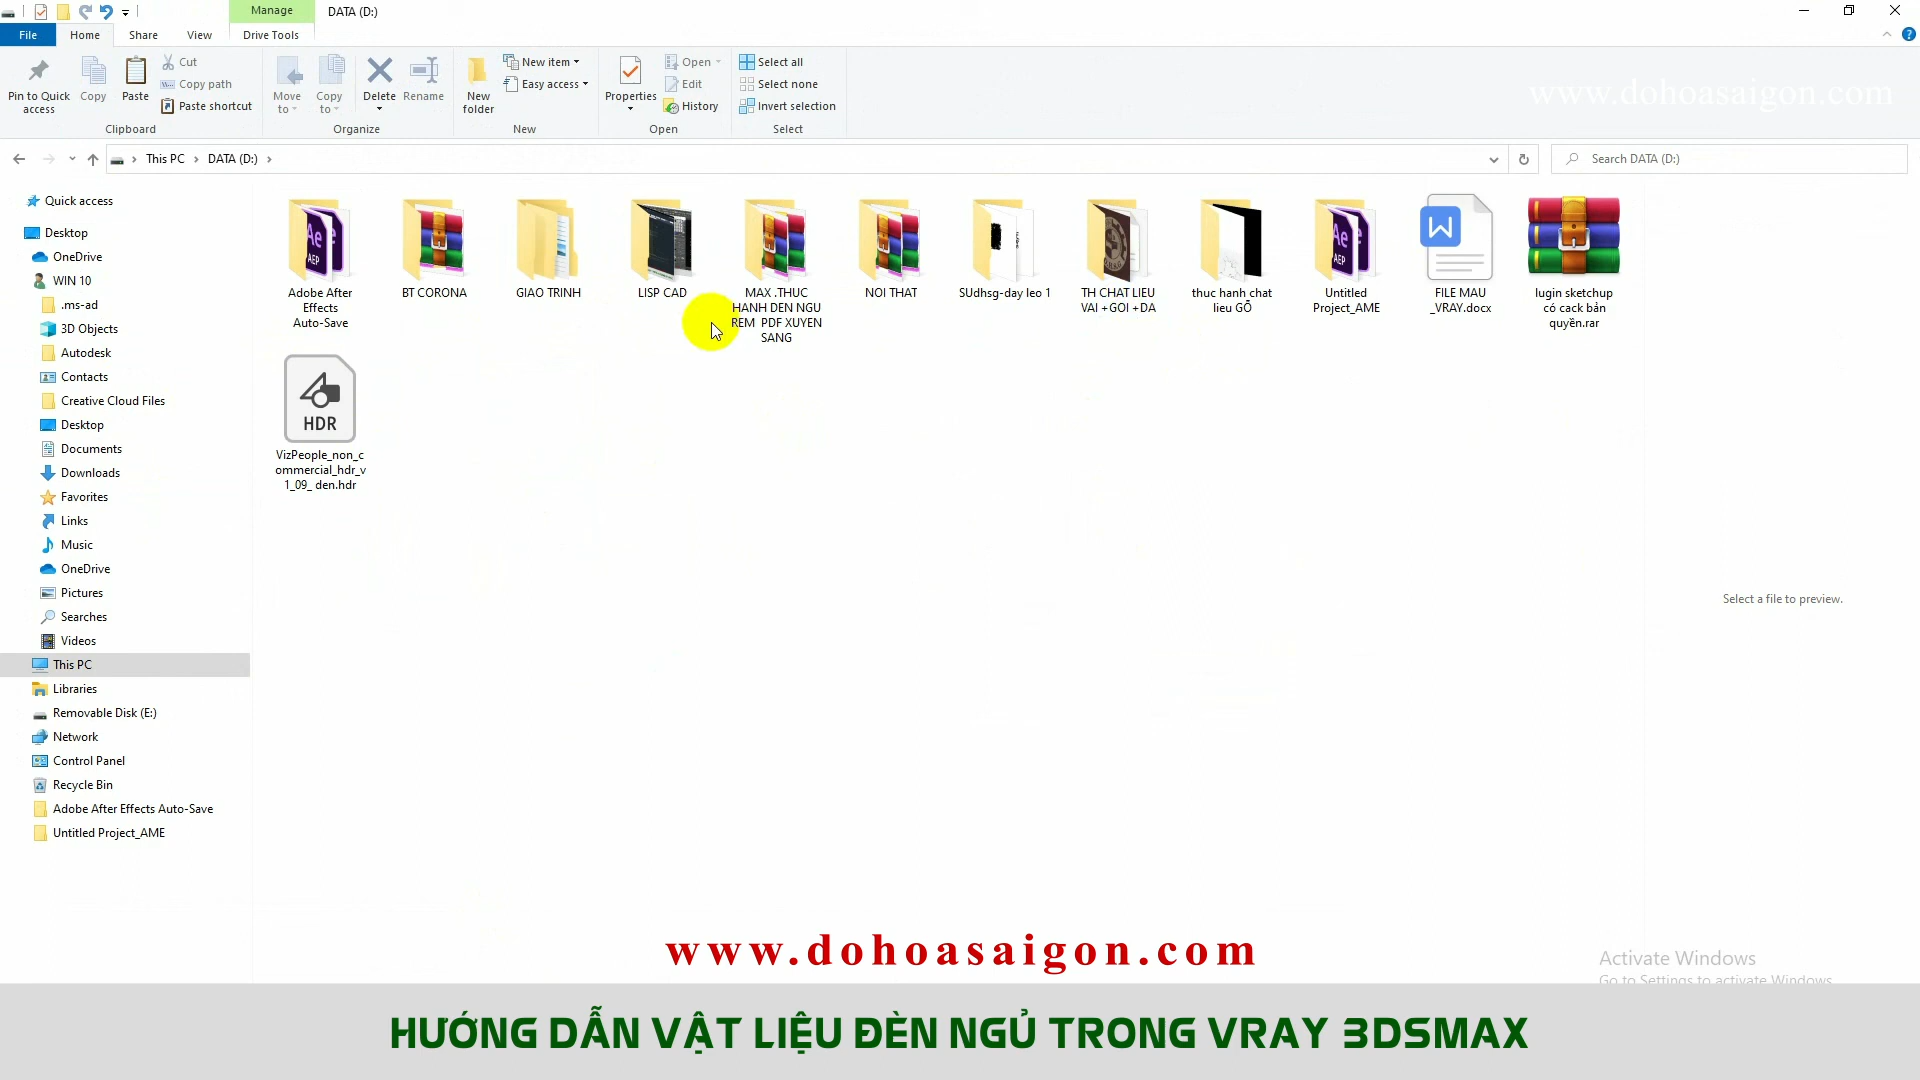 Manage
DATA (D:)
File
Home
Share
View
Drive Tools
Pin to Quick access
Copy
Paste
Cut
Copy path
Paste shortcut
Clipboard
Move to
Copy to
Delete
Rename
Organize
New folder
New item
Easy access
New
Properties
Open
Edit
History
Open
Select all
Select none
Invert selection
Select
www.dohoasaigon.com
This PC
DATA (D:)
Search DATA (D:)
Quick access
Desktop
OneDrive
WIN 10
.ms-ad
3D Objects
Autodesk
Contacts
Creative Cloud Files
Desktop
Documents
Downloads
Favorites
Links
Music
OneDrive
Pictures
Searches
Videos
This PC
Libraries
Removable Disk (E:)
Network
Control Panel
Recycle Bin
Adobe After Effects Auto-Save
Untitled Project_AME
Ae
AEP
Adobe After
Effects
Auto-Save
BT CORONA
GIAO TRINH
LISP CAD
MAX .THUC
HANH DEN NGU
REM PDF XUYEN
SANG
NOI THAT
SUdhsg-day leo 1
TH CHAT LIEU
VAI +GOI +DA
thuc hanh chat
lieu GỖ
Ae
AEP
Untitled
Project_AME
W
FILE MAU
_VRAY.docx
lugin sketchup
có cack bản
quyền.rar
HDR
VizPeople_non_c
ommercial_hdr_v
1_09_ den.hdr
Select a file to preview.
www.dohoasaigon.com
Activate Windows
Go to Settings to activate Windows.
HƯỚNG DẪN VẬT LIỆU ĐÈN NGỦ TRONG VRAY 3DSMAX